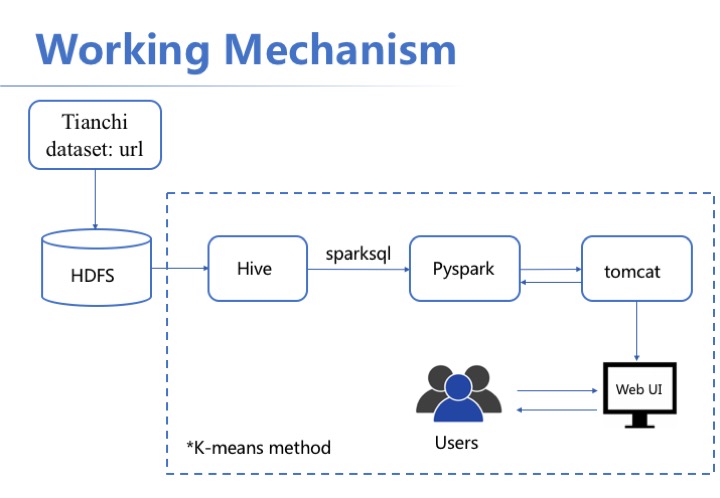 Working Mechanism
Tianchi
dataset: url
HDFS
Hive
sparksql
Pyspark
tomcat
Web UI
Users
*K-means method